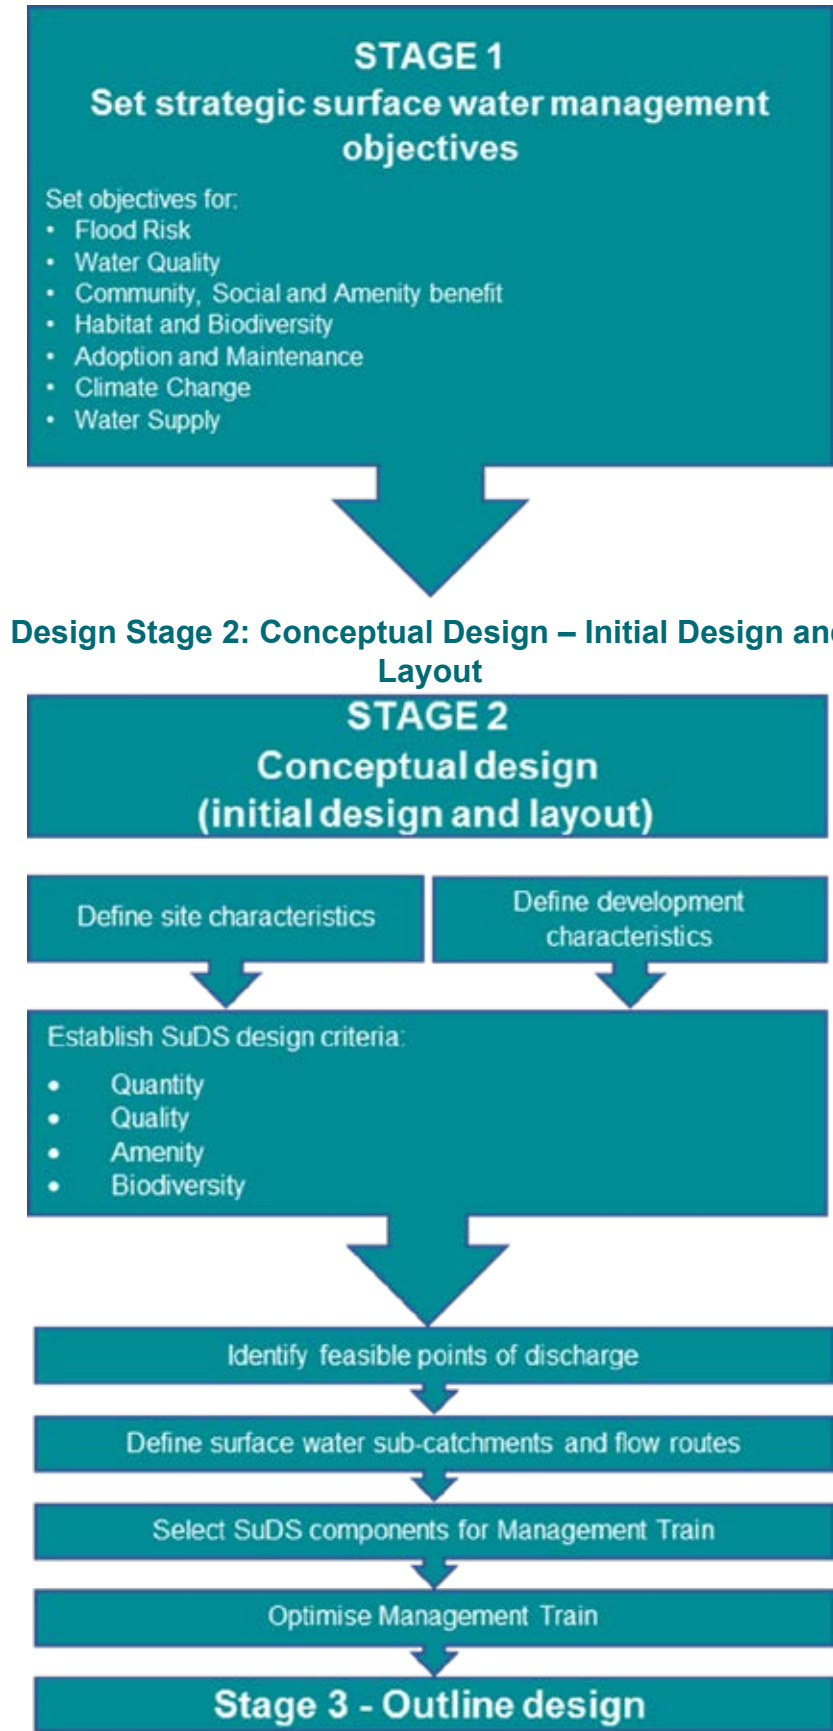 STAGE 1
Set strategic surface water management
objectives
Set objectives for:
• Flood Risk
• Water Quality
• Community, Social and Amenity benefit
• Habitat and Biodiversity
• Adoption and Maintenance
• Climate Change
• Water Supply
Design Stage 2: Conceptual Design – Initial Design an
Layout
STAGE 2
Conceptual design
(initial design and layout)
Define site characteristics
Define development
characteristics
Establish SuDS design criteria:
• Quantity
• Quality
• Amenity
• Biodiversity
Identify feasible points of discharge
Define surface water sub-catchments and flow routes
Select SuDS components for Management Train
Optimise Management Train
Stage 3 - Outline design